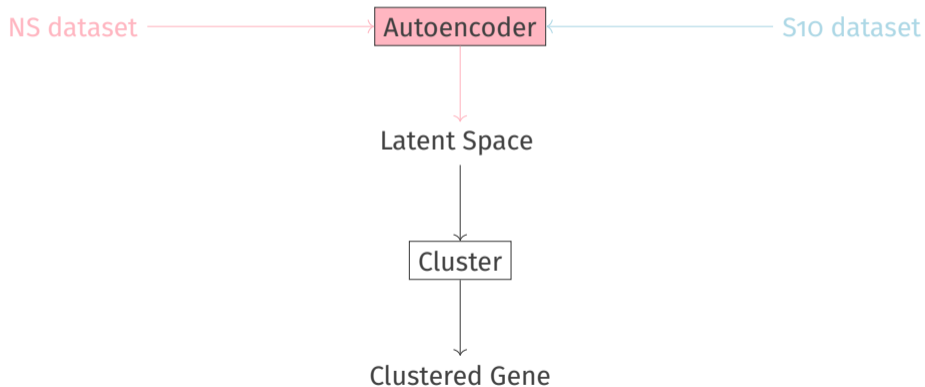 NS dataset
Autoencoder
S10 dataset
Latent Space
Cluster
Clustered Gene